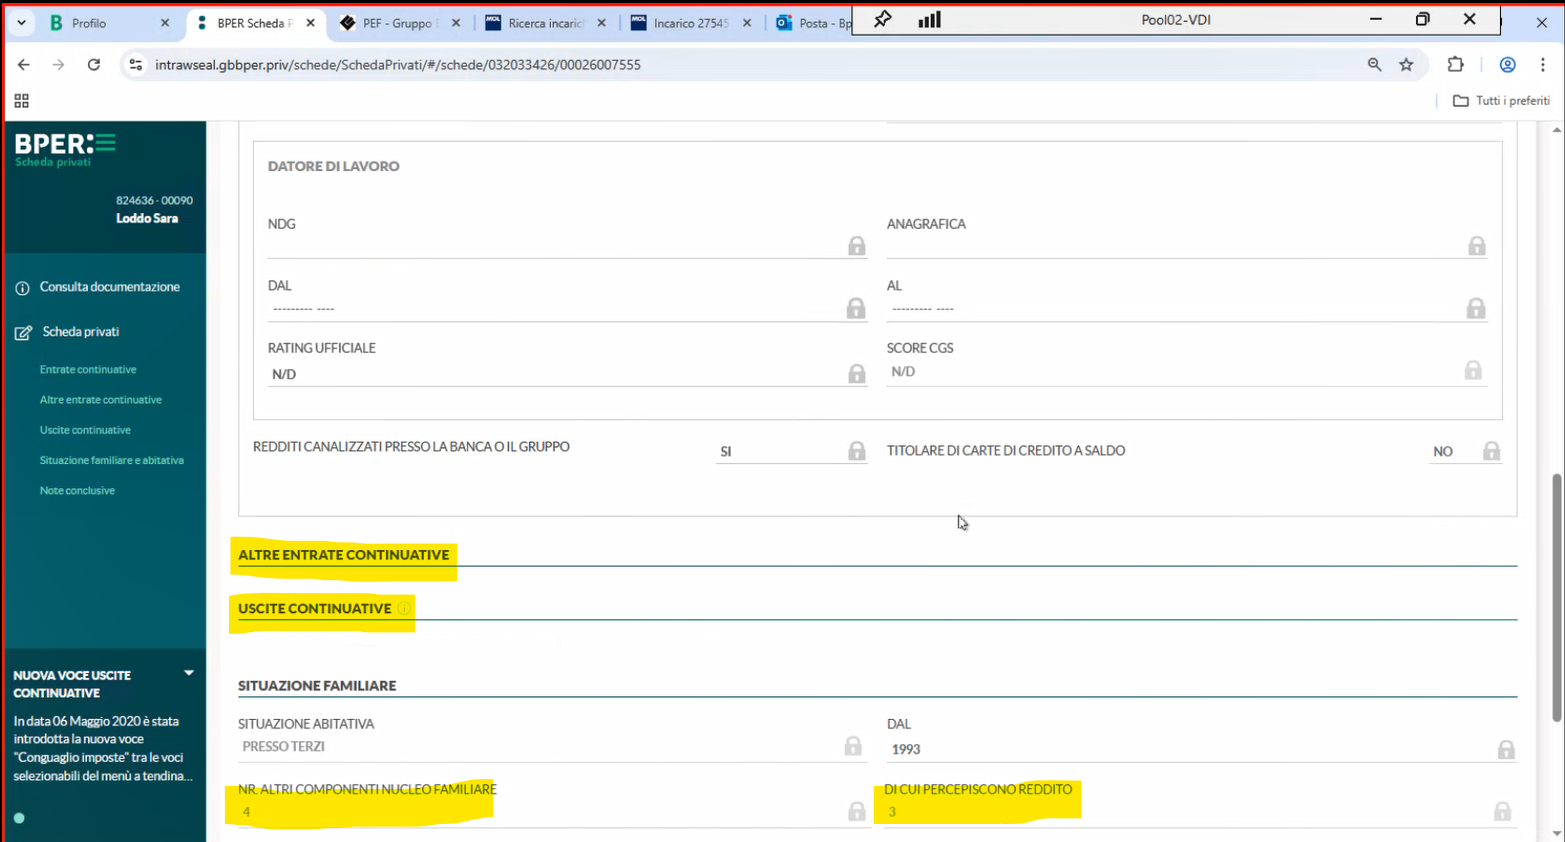 Profilo
BPER Scheda P
PEF - Gruppo
Ricerca incaric
Incarico 27545
Posta - Bp
Pool02-VDI
intrawseal.gbbper.priv/schede/SchedaPrivati/#/schede/032033426/00026007555
Tutti i preferiti
BPER:
Scheda privati
824636 - 00090
Loddo Sara
Consulta documentazione
Scheda privati
Entrate continuative
Altre entrate continuative
Uscite continuative
Situazione familiare e abitativa
Note conclusive
NUOVA VOCE USCITE
CONTINUATIVE
In data 06 Maggio 2020 è stata
introdotta la nuova voce
"Conguaglio imposte" tra le voci
selezionabili del menù a tendina...
DATORE DI LAVORO
NDG
ANAGRAFICA
DAL
AL
--------- ----
--------- ----
RATING UFFICIALE
SCORE CGS
N/D
N/D
REDDITI CANALIZZATI PRESSO LA BANCA O IL GRUPPO
SI
TITOLARE DI CARTE DI CREDITO A SALDO
NO
ALTRE ENTRATE CONTINUATIVE
USCITE CONTINUATIVE
SITUAZIONE FAMILIARE
SITUAZIONE ABITATIVA
DAL
PRESSO TERZI
1993
NR. ALTRI COMPONENTI NUCLEO FAMILIARE
DI CUI PERCEPISCONO REDDITO
4
3